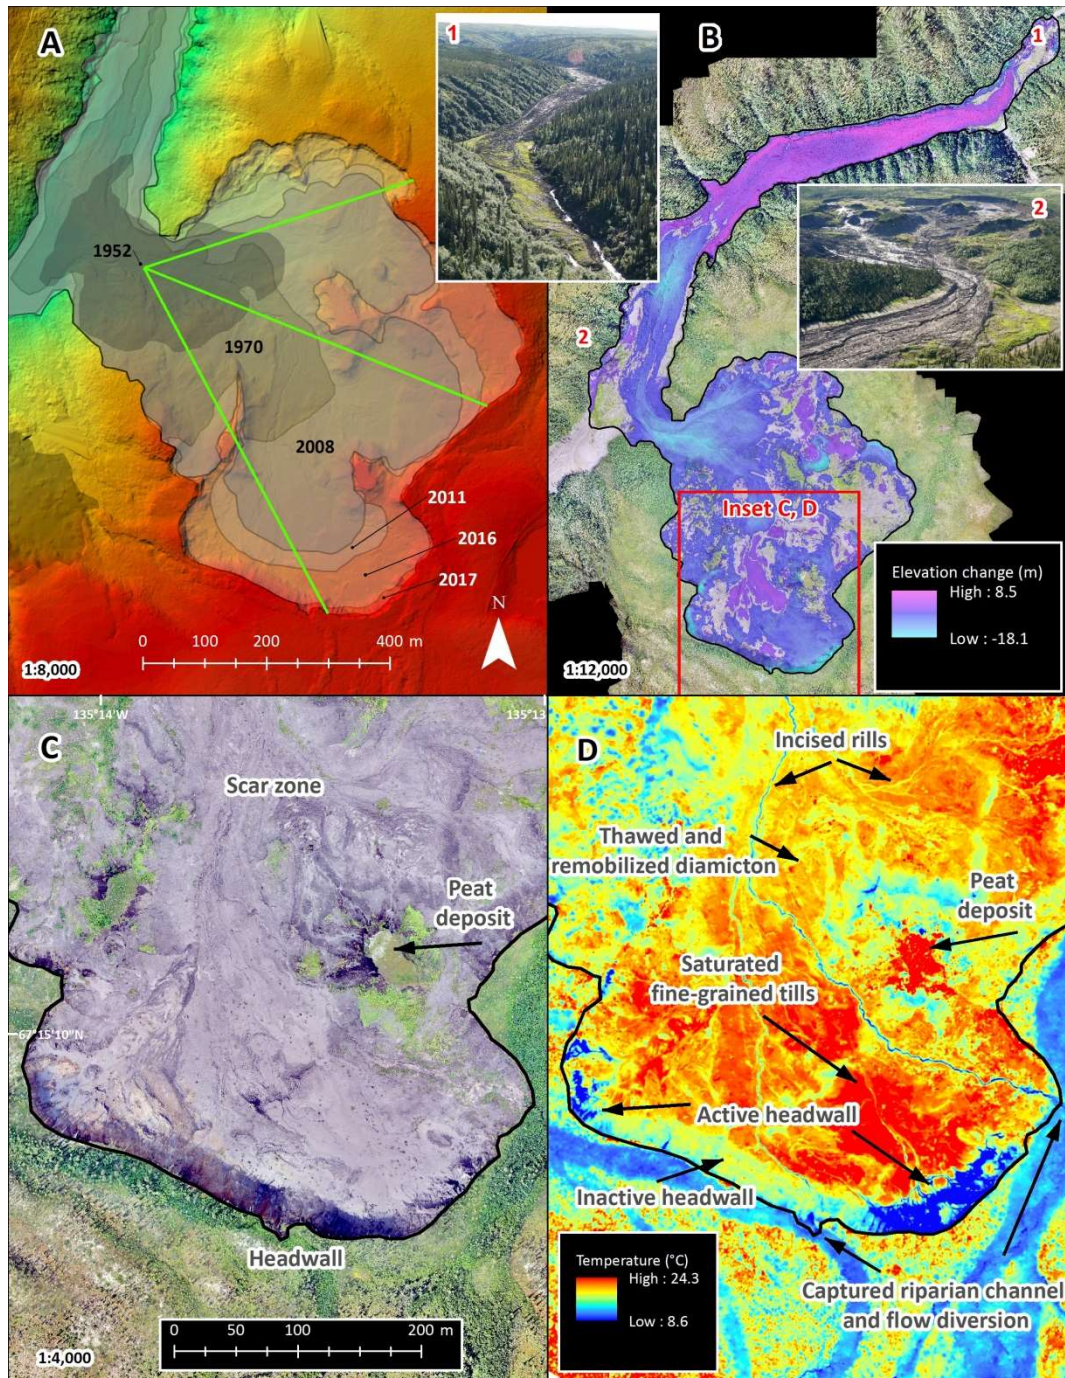 A
1952
1970
2008
2011
2016
2017
N
0 100 200 400 m
1:8,000
1
B
1
2
2
Inset C, D
Elevation change (m)
High : 8.5
Low : -18.1
1:12,000
135°14'W
135°13
C
Scar zone
Peat
deposit
67°15'10"N
Headwall
0 50 100 200 m
1:4,000
D
Incised rills
Thawed and
remobilized diamicton
Peat
deposit
Saturated
fine-grained tills
Active headwall
Inactive headwall
Captured riparian channel
and flow diversion
Temperature (°C)
High : 24.3
Low : 8.6